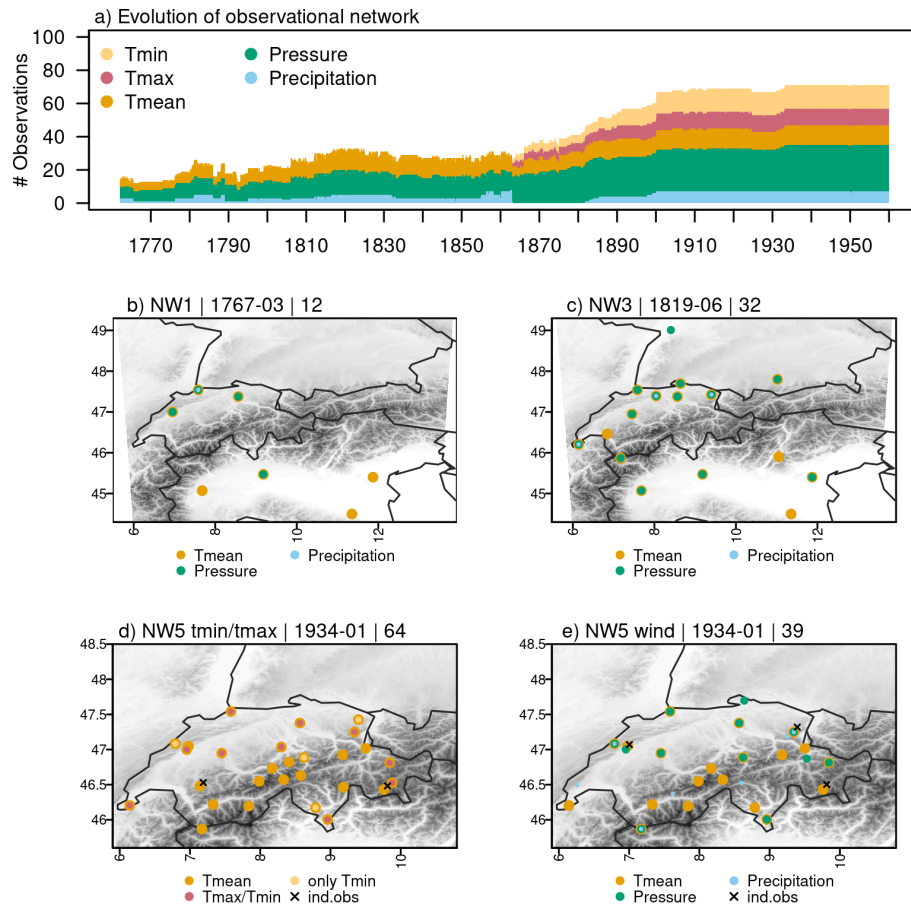 a) Evolution of observational network
# Observations
100
80
60
40
20
0
Tmin
Tmax
Tmean
Pressure
Precipitation
1770 1790 1810 1830 1850 1870 1890 1910 1930 1950
b) NW1 | 1767-03 | 12
49
48
47
46
45
6 8 10 12
Tmean
Pressure
Precipitation
c) NW3 | 1819-06 | 32
49
48
47
46
45
6 8 10 12
Tmean
Pressure
Precipitation
d) NW5 tmin/tmax | 1934-01 | 64
48.5
48
47.5
47
46.5
46
6 7 8 9 10
Tmean
Tmax/Tmin
only Tmin
ind.obs
e) NW5 wind | 1934-01 | 39
48.5
48
47.5
47
46.5
46
6 7 8 9 10
Tmean
Pressure
Precipitation
ind.obs